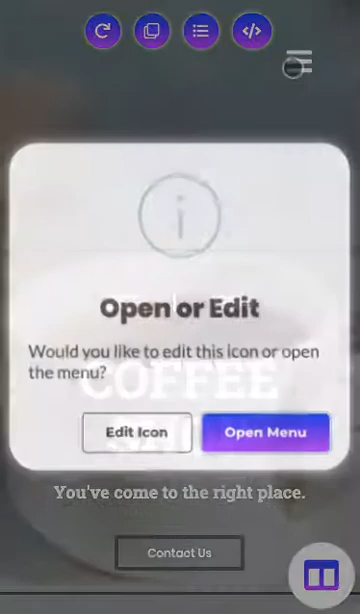 Open or Edit
Would you like to edit this icon or open
the menu?
COFFEE
Edit Icon
Open Menu
You've come to the right place.
Contact Us